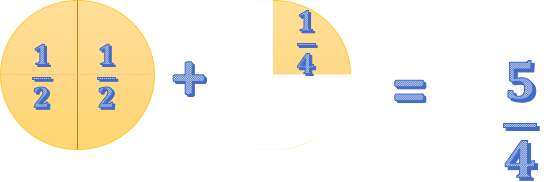 1/2 1/2 + 1/4 = 5/4